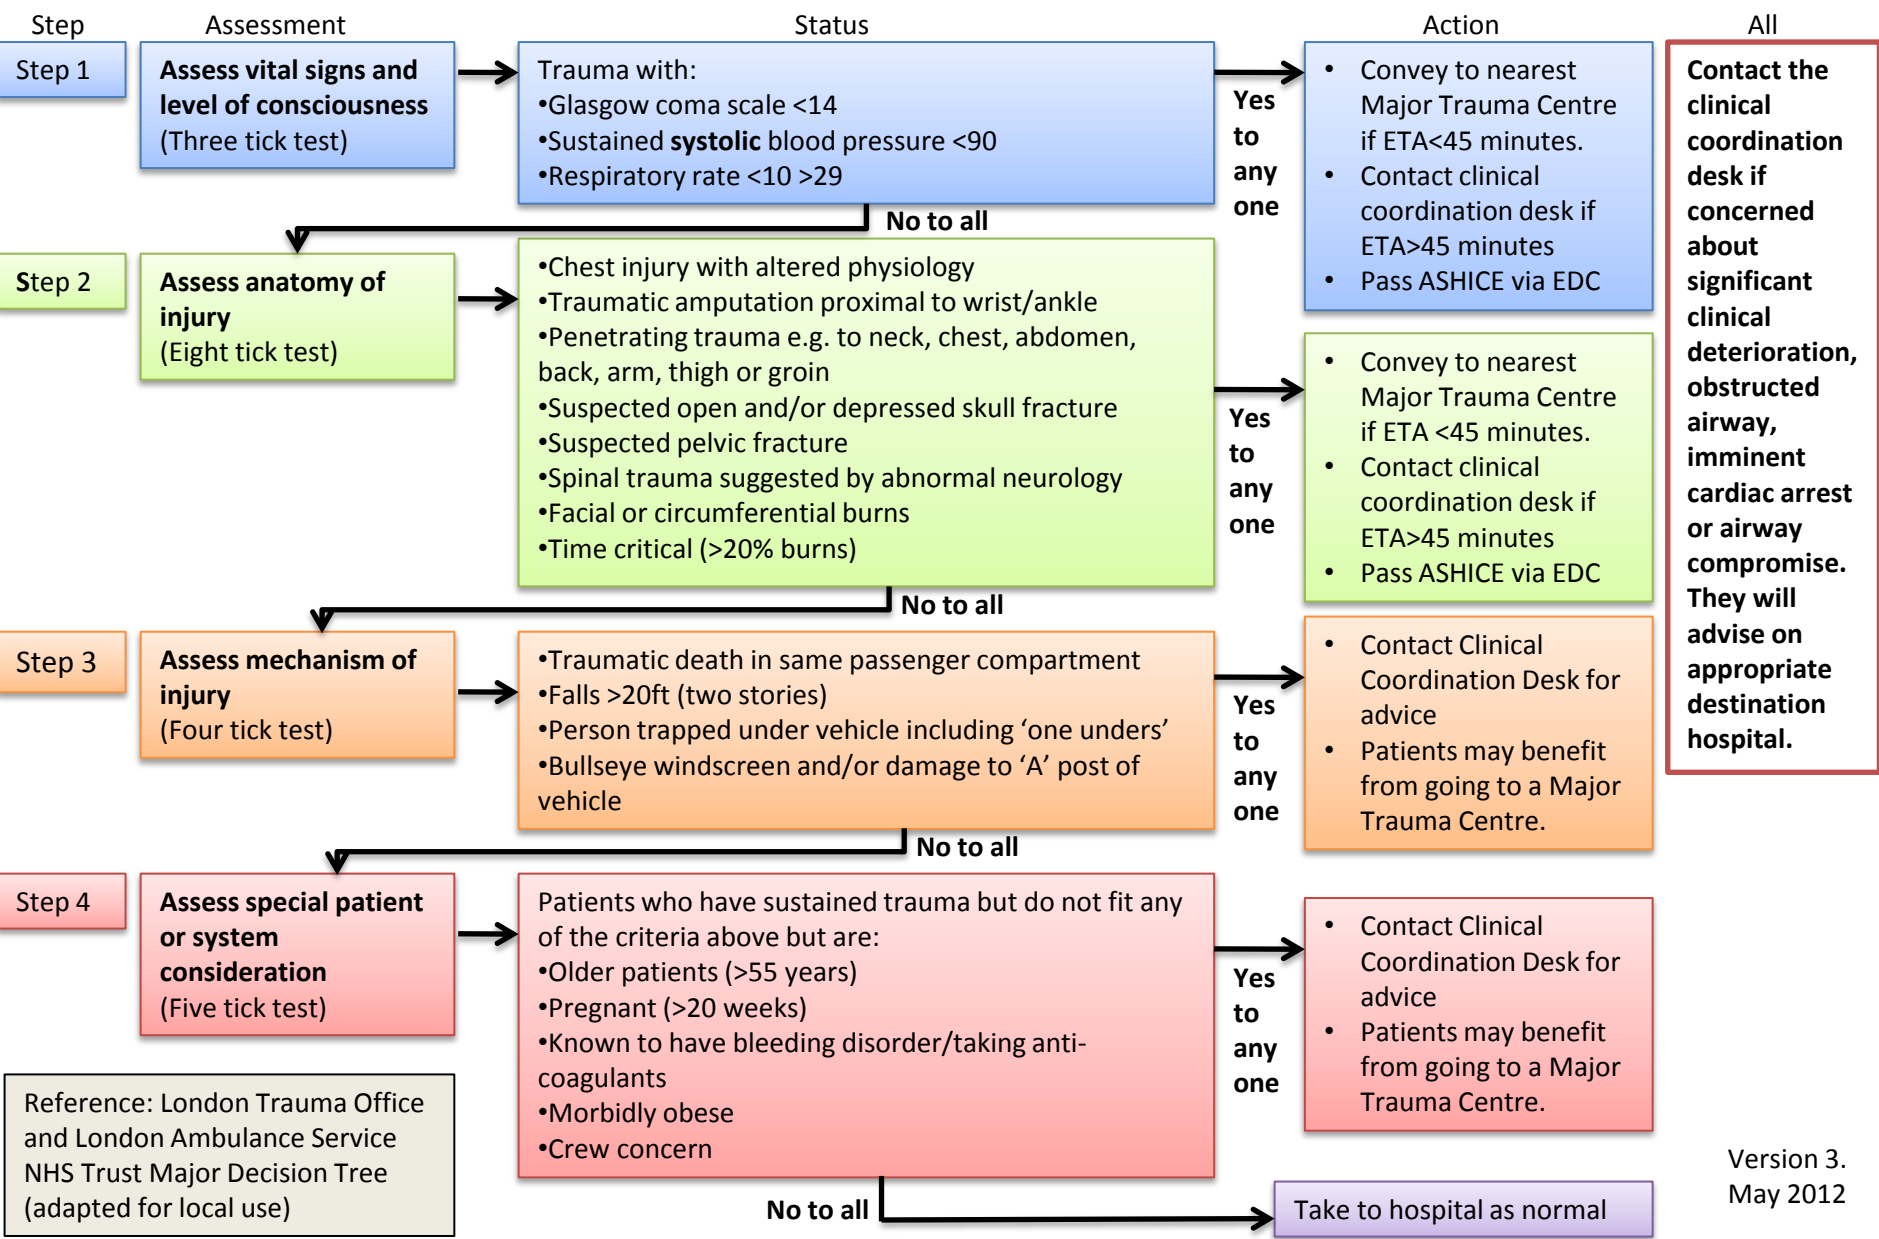 Step
Assessment
Status
Action
All
Step 1
Assess vital signs and
level of consciousness
(Three tick test)
Trauma with:
•Glasgow coma scale <14
•Sustained systolic blood pressure <90
•Respiratory rate <10 >29
Yes
to
any
one
• Convey to nearest
Major Trauma Centre
if ETA<45 minutes.
• Contact clinical
coordination desk if
ETA>45 minutes
• Pass ASHICE via EDC
No to all
Step 2
Assess anatomy of
injury
(Eight tick test)
•Chest injury with altered physiology
•Traumatic amputation proximal to wrist/ankle
•Penetrating trauma e.g. to neck, chest, abdomen,
back, arm, thigh or groin
•Suspected open and/or depressed skull fracture
•Suspected pelvic fracture
•Spinal trauma suggested by abnormal neurology
•Facial or circumferential burns
•Time critical (>20% burns)
Yes
to
any
one
• Convey to nearest
Major Trauma Centre
if ETA <45 minutes.
• Contact clinical
coordination desk if
ETA>45 minutes
• Pass ASHICE via EDC
No to all
Step 3
Assess mechanism of
injury
(Four tick test)
•Traumatic death in same passenger compartment
•Falls >20ft (two stories)
•Person trapped under vehicle including ‘one unders’
•Bullseye windscreen and/or damage to ‘A’ post of
vehicle
Yes
to
any
one
• Contact Clinical
Coordination Desk for
advice
• Patients may benefit
from going to a Major
Trauma Centre.
No to all
Step 4
Assess special patient
or system
consideration
(Five tick test)
Patients who have sustained trauma but do not fit any
of the criteria above but are:
•Older patients (>55 years)
•Pregnant (>20 weeks)
•Known to have bleeding disorder/taking anti-
coagulants
•Morbidly obese
•Crew concern
Yes
to
any
one
• Contact Clinical
Coordination Desk for
advice
• Patients may benefit
from going to a Major
Trauma Centre.
No to all
Take to hospital as normal
Contact the
clinical
coordination
desk if
concerned
about
significant
clinical
deterioration,
obstructed
airway,
imminent
cardiac arrest
or airway
compromise.
They will
advise on
appropriate
destination
hospital.
Reference: London Trauma Office
and London Ambulance Service
NHS Trust Major Decision Tree
(adapted for local use)
Version 3.
May 2012